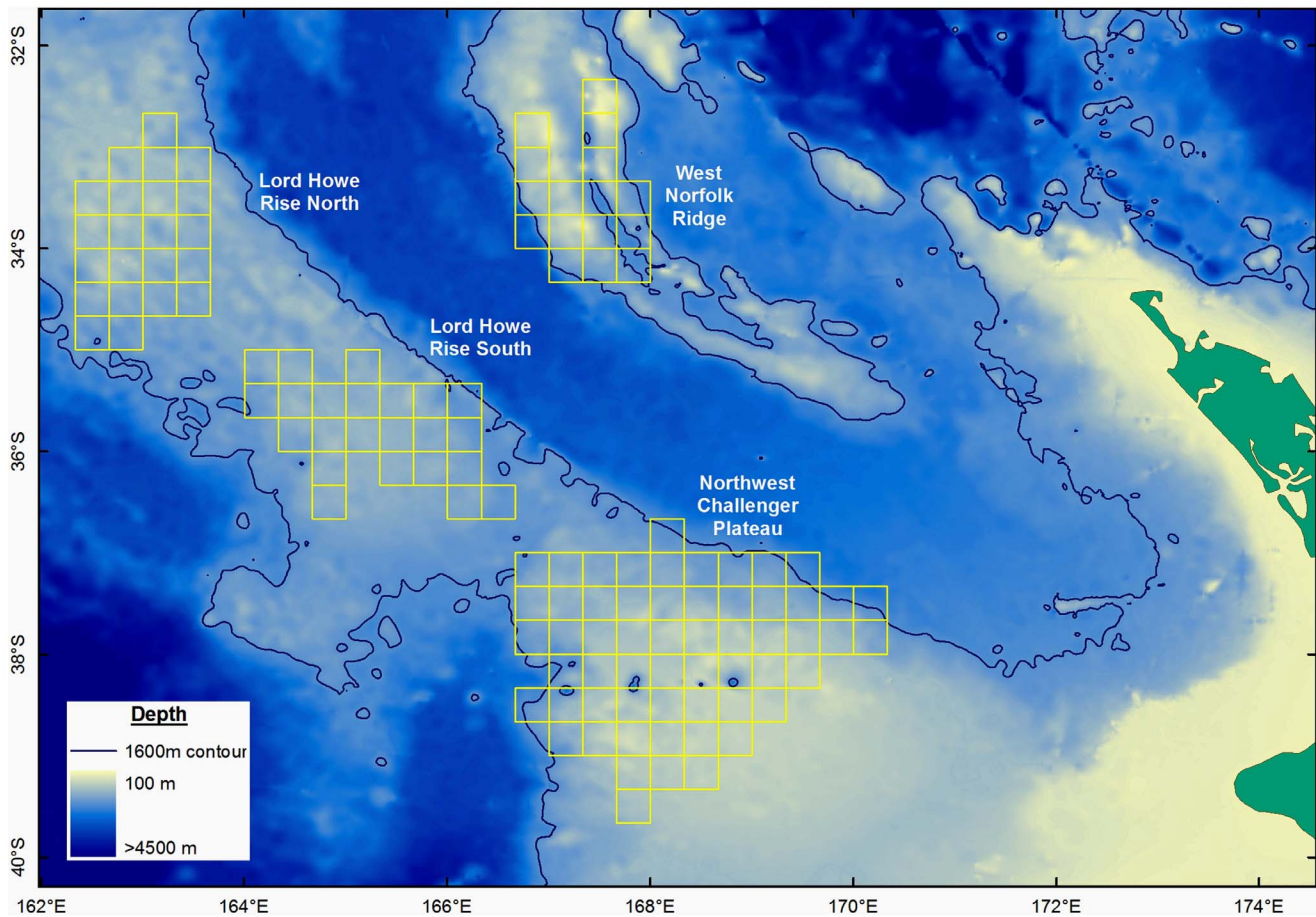 32°S
34°S
36°S
38°S
40°S
Lord Howe
Rise North
West
Norfolk
Ridge
Lord Howe
Rise South
Northwest
Challenger
Plateau
Depth
1600m contour
100 m
>4500 m
162°E
164°E
166°E
168°E
170°E
172°E
174°E